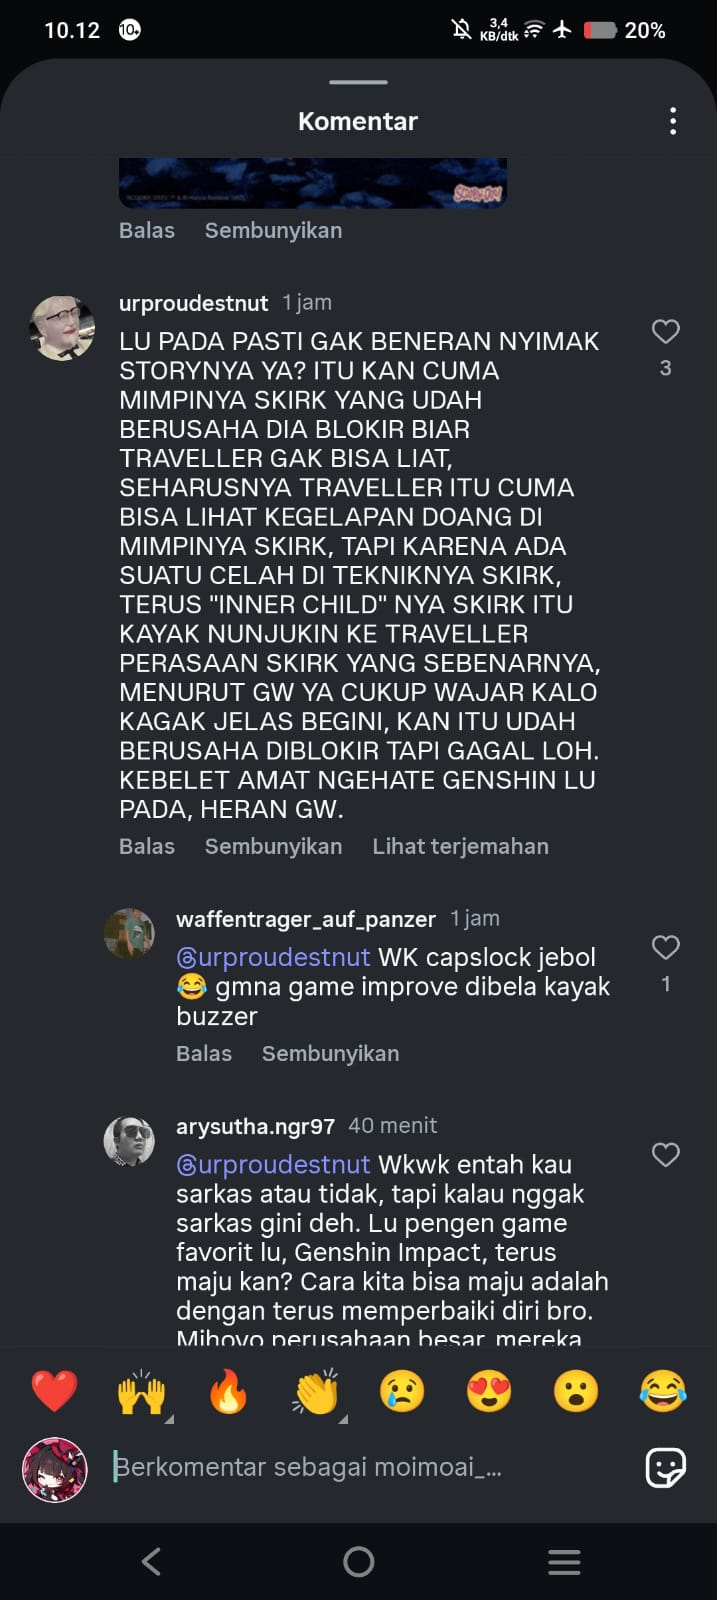 10.12 10+ 3,4 KB/dtk 20%
Komentar
SCOOBY-DOO!
Balas Sembunyikan
urproudestnut 1 jam
LU PADA PASTI GAK BENERAN NYIMAK
STORYNYA YA? ITU KAN CUMA
MIMPINYA SKIRK YANG UDAH
BERUSAHA DIA BLOKIR BIAR
TRAVELLER GAK BISA LIAT,
SEHARUSNYA TRAVELLER ITU CUMA
BISA LIHAT KEGELAPAN DOANG DI
MIMPINYA SKIRK, TAPI KARENA ADA
SUATU CELAH DI TEKNIKNYA SKIRK,
TERUS "INNER CHILD" NYA SKIRK ITU
KAYAK NUNJUKIN KE TRAVELLER
PERASAAN SKIRK YANG SEBENARNYA,
MENURUT GW YA CUKUP WAJAR KALO
KAGAK JELAS BEGINI, KAN ITU UDAH
BERUSAHA DIBLOKIR TAPI GAGAL LOH.
KEBELET AMAT NGEHATE GENSHIN LU
PADA, HERAN GW.
3
Balas Sembunyikan Lihat terjemahan
waffentrager_auf_panzer 1 jam
@urproudestnut WK capslock jebol
😂 gmna game improve dibela kayak
buzzer
1
Balas Sembunyikan
arysutha.ngr97 40 menit
@urproudestnut Wkwk entah kau
sarkas atau tidak, tapi kalau nggak
sarkas gini deh. Lu pengen game
favorit lu, Genshin Impact, terus
maju kan? Cara kita bisa maju adalah
dengan terus memperbaiki diri bro.
Mihoyo perusahaan besar, mereka
Berkomentar sebagai moimoai_...